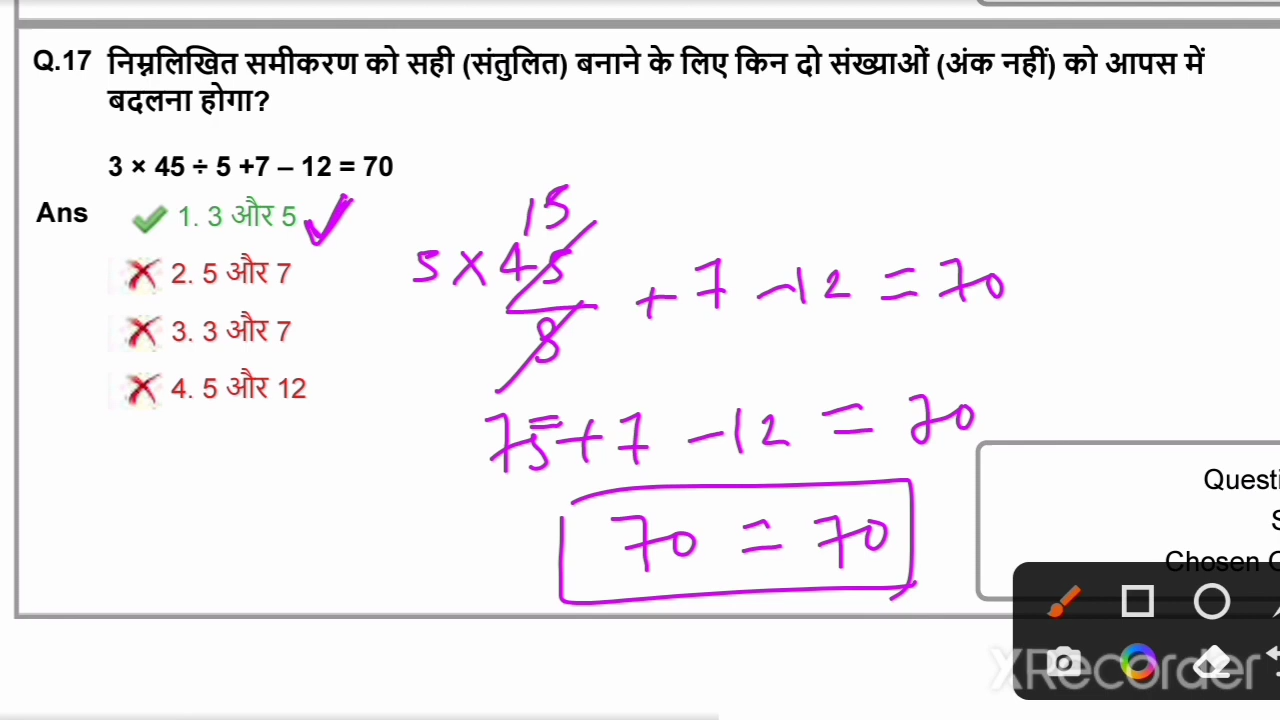 Q.17 निम्नलिखित समीकरण को सही (संतुलित) बनाने के लिए किन दो संख्याओं (अंक नहीं) को आपस में
बदलना होगा?
3 × 45 ÷ 5 +7 – 12 = 70
Ans 1. 3 और 5
2. 5 और 7
3. 3 और 7
4. 5 और 12
15
5 × 45 + 7 - 12 = 70
3
75 + 7 - 12 = 70
70 = 70
Questi
S
Chosen O
XRecorder